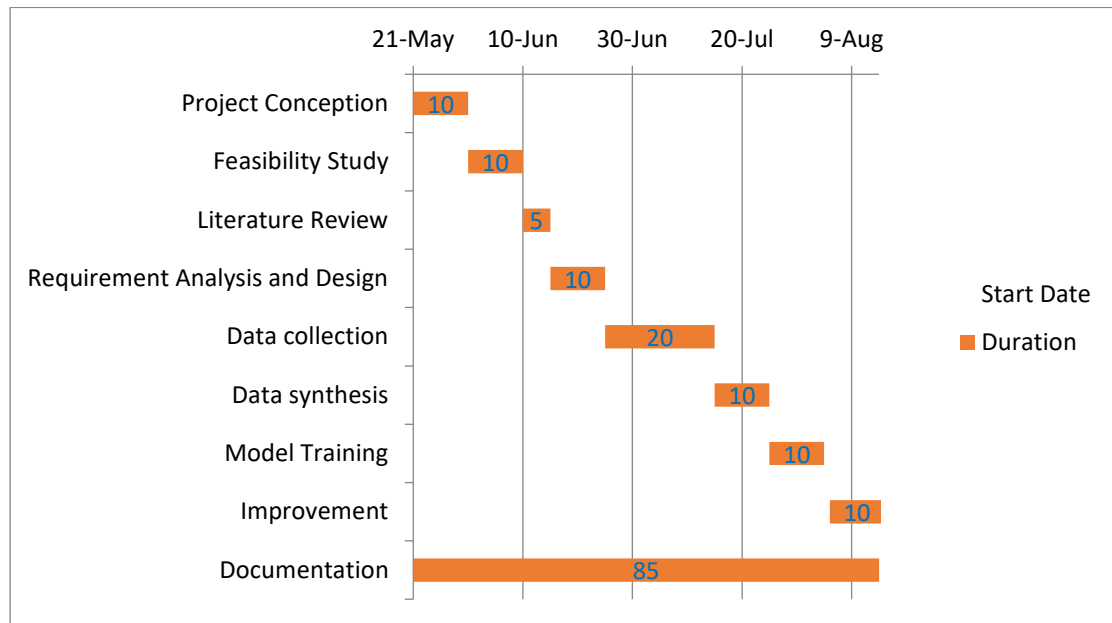 21-May 10-Jun 30-Jun 20-Jul 9-Aug
Project Conception 10
Feasibility Study 10
Literature Review 5
Requirement Analysis and Design 10
Start Date
Data collection 20
Duration
Data synthesis 10
Model Training 10
Improvement 10
Documentation 85